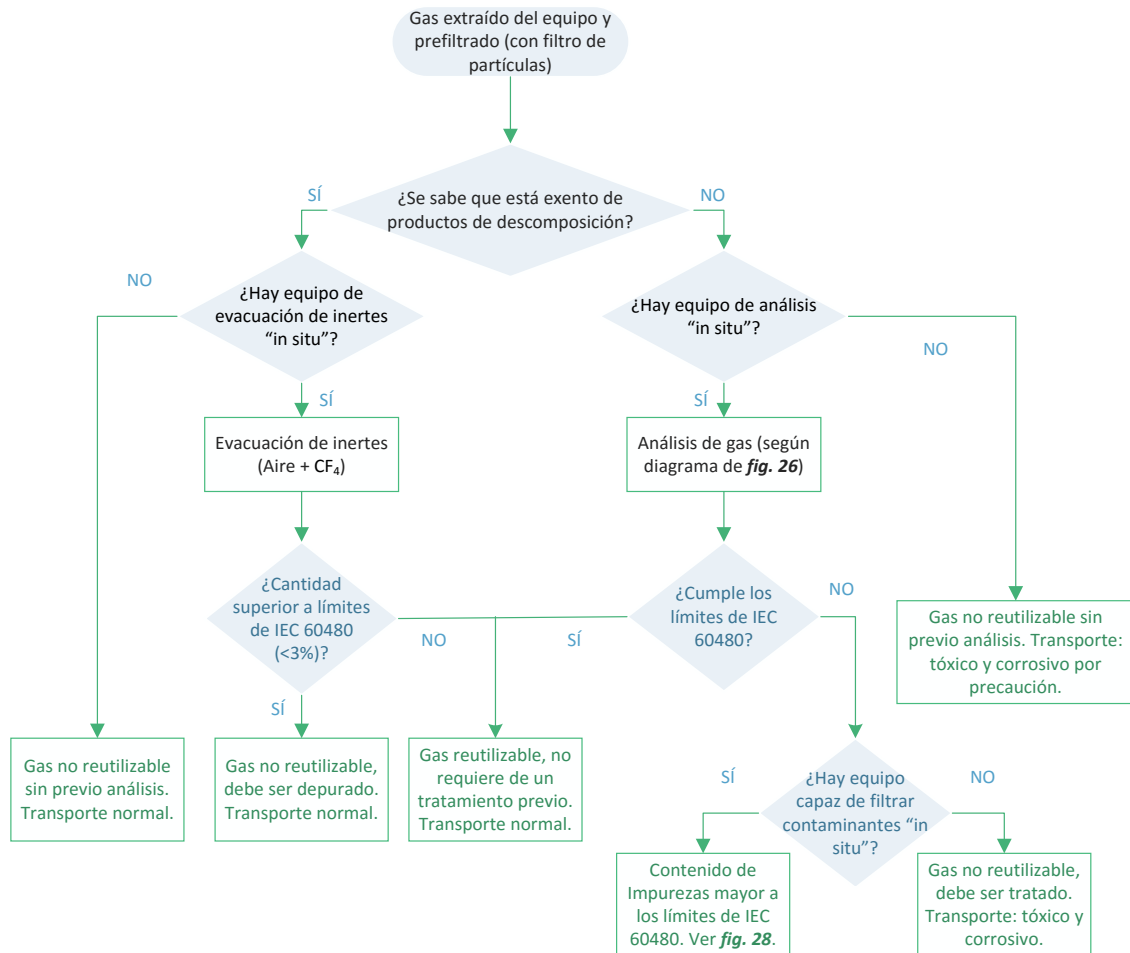 Gas extraído del equipo y
prefiltrado (con filtro de
partículas)
SÍ
¿Se sabe que está exento de
productos de descomposición?
NO
NO
¿Hay equipo de
evacuación de inertes
“in situ”?
¿Hay equipo de análisis
“in situ”?
NO
SÍ
SÍ
Evacuación de inertes
(Aire + CF₄)
Análisis de gas (según
diagrama de fig. 26)
¿Cantidad
superior a límites
de IEC 60480
(<3%)?
NO
SÍ
¿Cumple los
límites de IEC
60480?
NO
Gas no reutilizable sin
previo análisis. Transporte:
tóxico y corrosivo por
precaución.
SÍ
Gas no reutilizable
sin previo análisis.
Transporte normal.
Gas no reutilizable,
debe ser depurado.
Transporte normal.
Gas reutilizable, no
requiere de un
tratamiento previo.
Transporte normal.
SÍ
¿Hay equipo
capaz de filtrar
contaminantes “in
situ”?
NO
Contenido de
Impurezas mayor a
los límites de IEC
60480. Ver fig. 28.
Gas no reutilizable,
debe ser tratado.
Transporte: tóxico y
corrosivo.